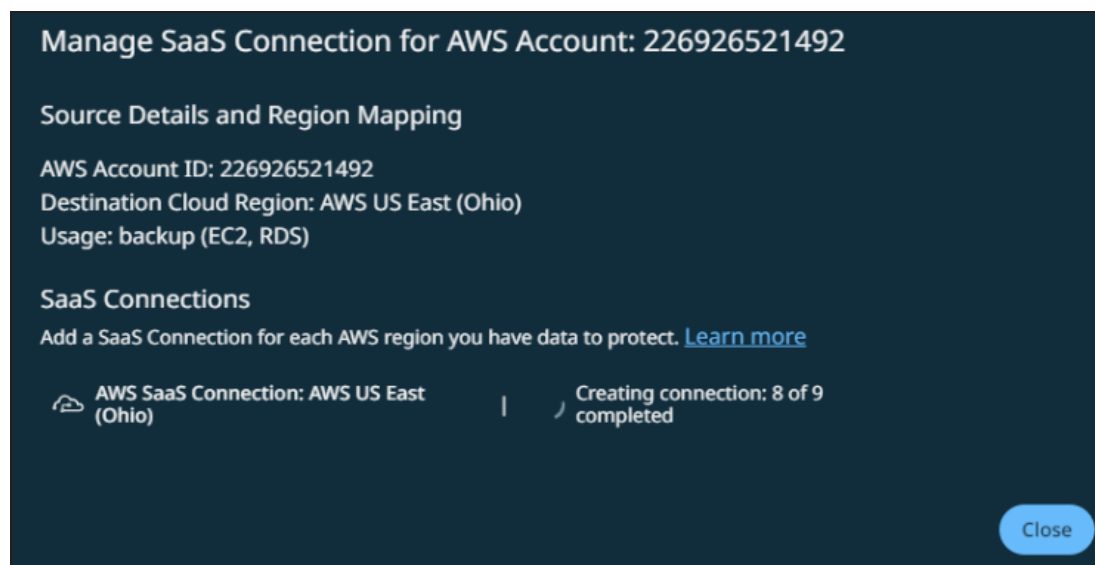 Manage SaaS Connection for AWS Account: 226926521492
Source Details and Region Mapping
AWS Account ID: 226926521492
Destination Cloud Region: AWS US East (Ohio)
Usage: backup (EC2, RDS)
SaaS Connections
Add a SaaS Connection for each AWS region you have data to protect. Learn more
AWS SaaS Connection: AWS US East
(Ohio)
Creating connection: 8 of 9
completed
Close